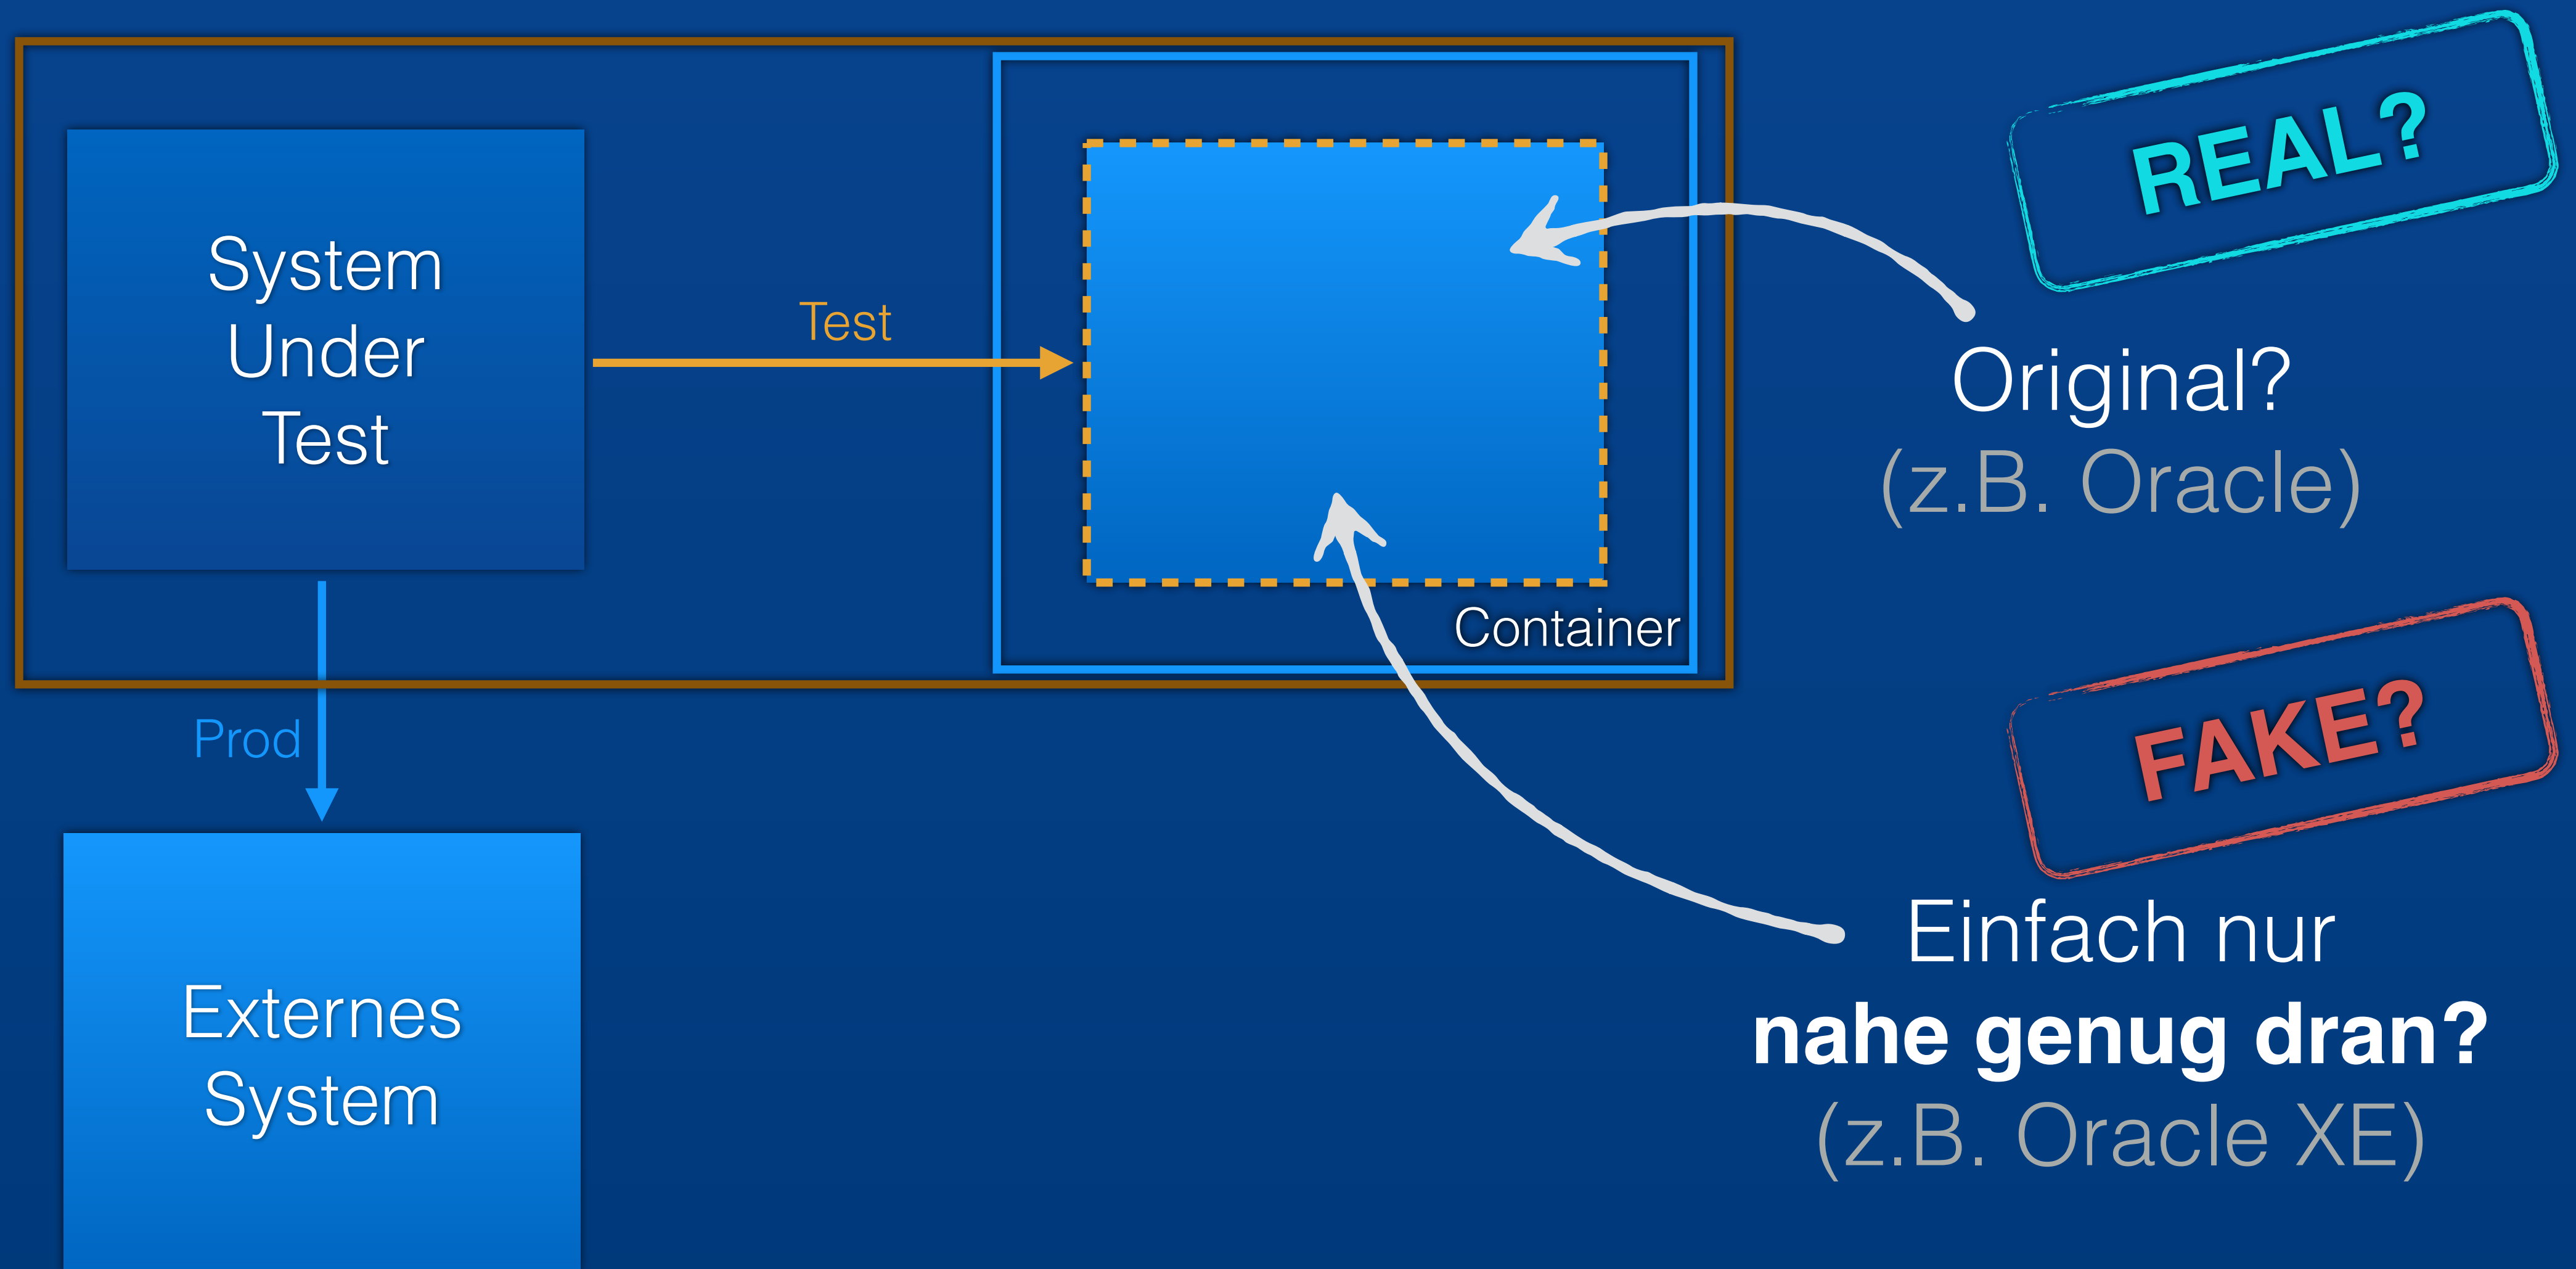 System
Under
Test
Test
Container
Prod
Externes
System
REAL?
Original?
(z.B. Oracle)
FAKE?
Einfach nur
nahe genug dran?
(z.B. Oracle XE)